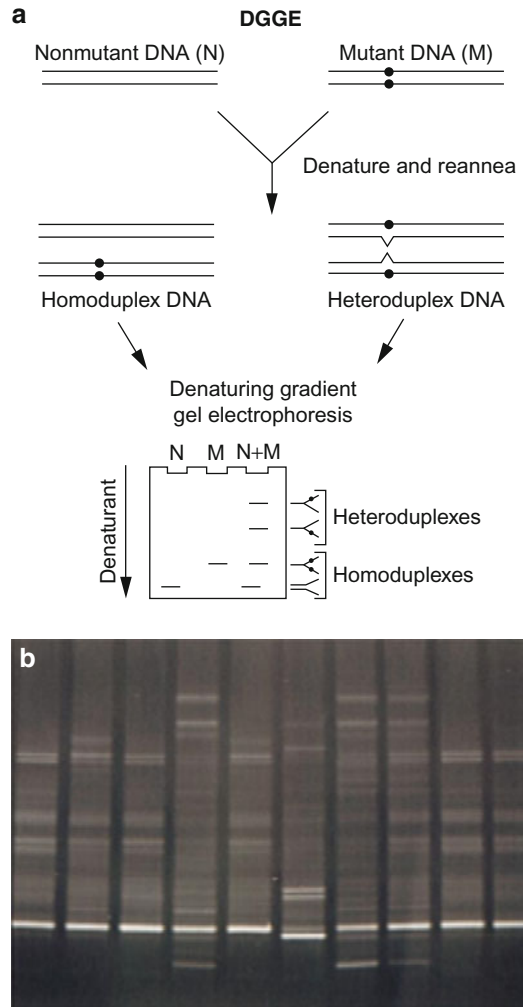 a
DGGE
Nonmutant DNA (N)
Mutant DNA (M)
Denature and reannea
Homoduplex DNA
Heteroduplex DNA
Denaturing gradient
gel electrophoresis
N M N+M
Denaturant
Heteroduplexes
Homoduplexes
b